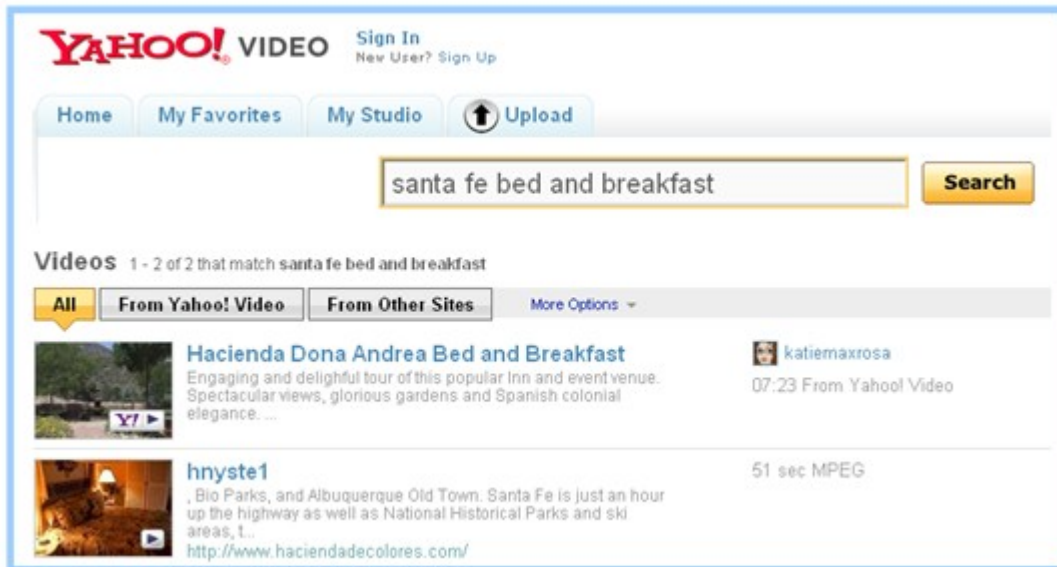 YAHOO! VIDEO
Sign In
New User? Sign Up
Home My Favorites My Studio Upload
santa fe bed and breakfast Search
Videos 1 - 2 of 2 that match santa fe bed and breakfast
All From Yahoo! Video From Other Sites More Options
Hacienda Dona Andrea Bed and Breakfast
Engaging and delighful tour of this popular Inn and event venue.
Spectacular views, glorious gardens and Spanish colonial
elegance. ...
katiemaxrosa
07:23 From Yahoo! Video
Y!
hnyste1
, Bio Parks, and Albuquerque Old Town. Santa Fe is just an hour
up the highway as well as National Historical Parks and ski
areas, t...
http://www.haciendadecolores.com/
51 sec MPEG